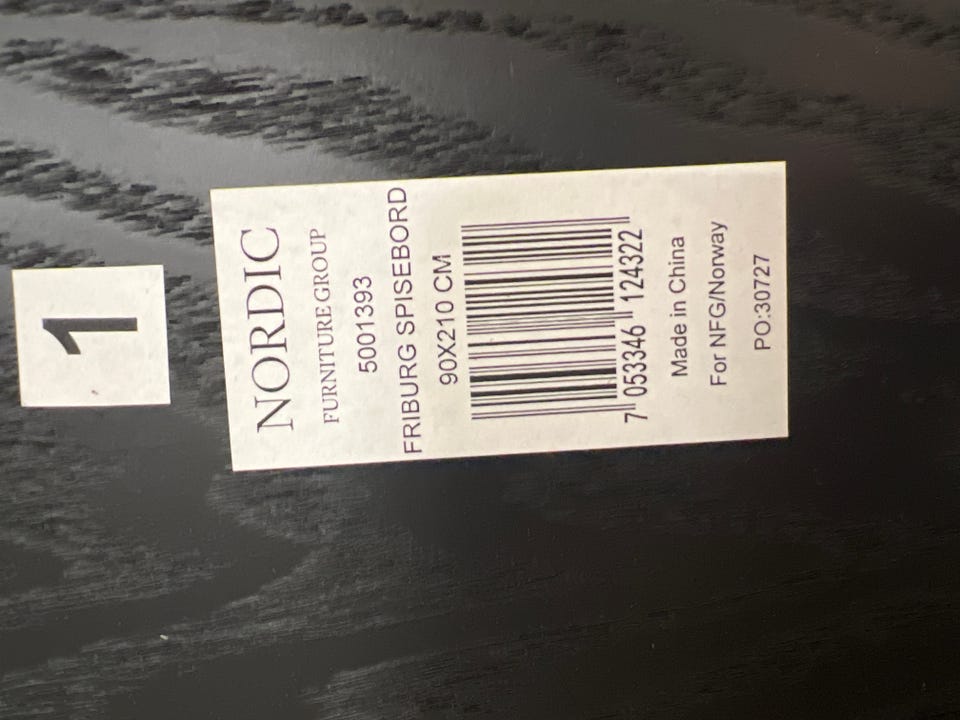 1
NORDIC
FURNITURE GROUP
5001393
FRIBURG SPISEBORD
90X210 CM
7 053346 124322
Made in China
For NFG/Norway
PO:30727